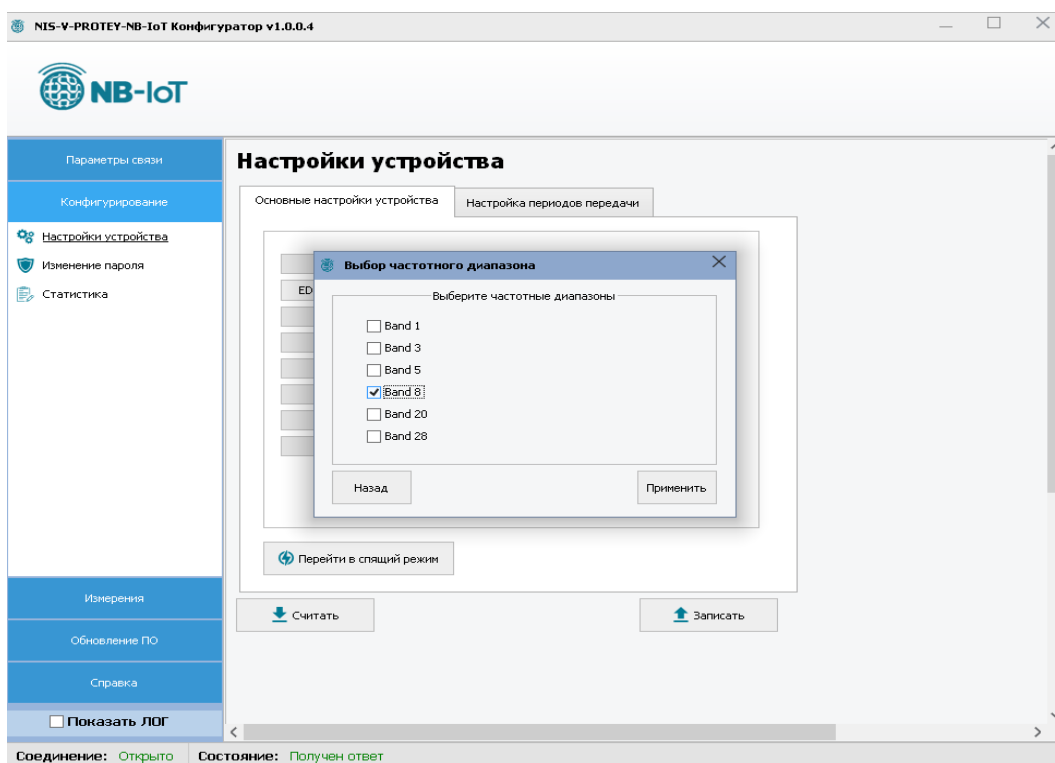 NIS-V-PROTEY-NB-IoT Конфигуратор v1.0.0.4
NB-IoT
Параметры связи
Конфигурирование
Настройки устройства
Изменение пароля
Статистика
Измерения
Обновление ПО
Справка
Показать ЛОГ
Настройки устройства
Основные настройки устройства
Настройка периодов передачи
ED
Выбор частотного диапазона
Выберите частотные диапазоны
Band 1
Band 3
Band 5
Band 8
Band 20
Band 28
Назад
Применить
Перейти в спящий режим
Считать
Записать
Соединение: Открыто Состояние: Получен ответ